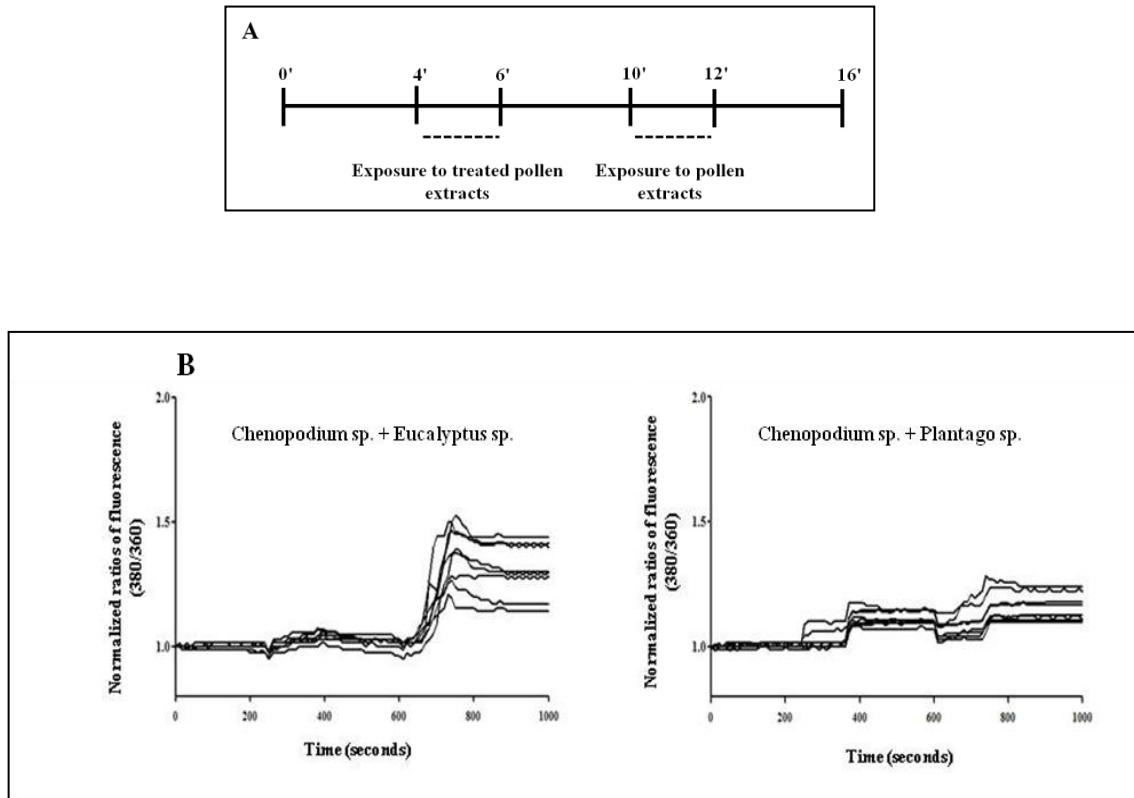 A
0' 4' 6' 10' 12' 16'
Exposure to treated pollen
extracts
Exposure to pollen
extracts
B
Normalized ratios of fluorescence
(380/360)
2.0
1.5
1.0
Chenopodium sp. + Eucalyptus sp.
0 200 400 600 800 1000
Time (seconds)
Normalized ratios of fluorescence
(380/360)
2.0
1.5
1.0
Chenopodium sp. + Plantago sp.
0 200 400 600 800 1000
Time (seconds)